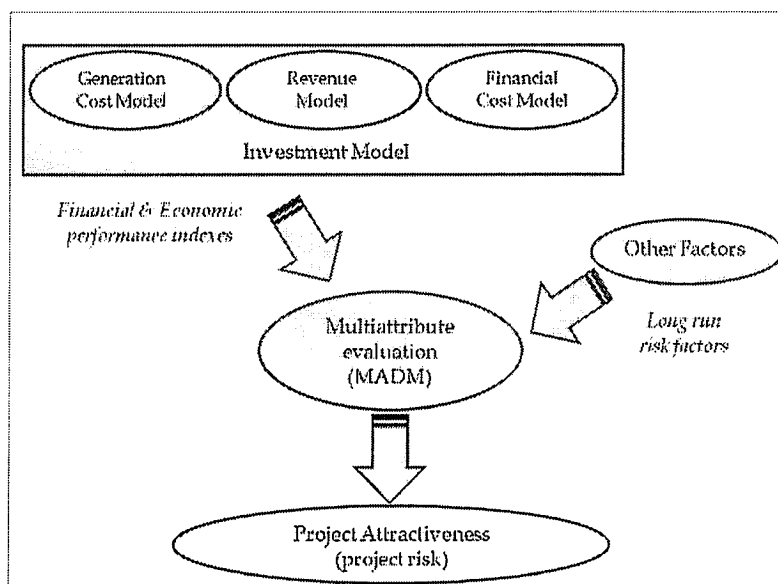 Generation
Cost Model
Revenue
Model
Financial
Cost Model
Investment Model
Financial & Economic
performance indexes
Other Factors
Long run
risk factors
Multiattribute
evaluation
(MADM)
Project Attractiveness
(project risk)